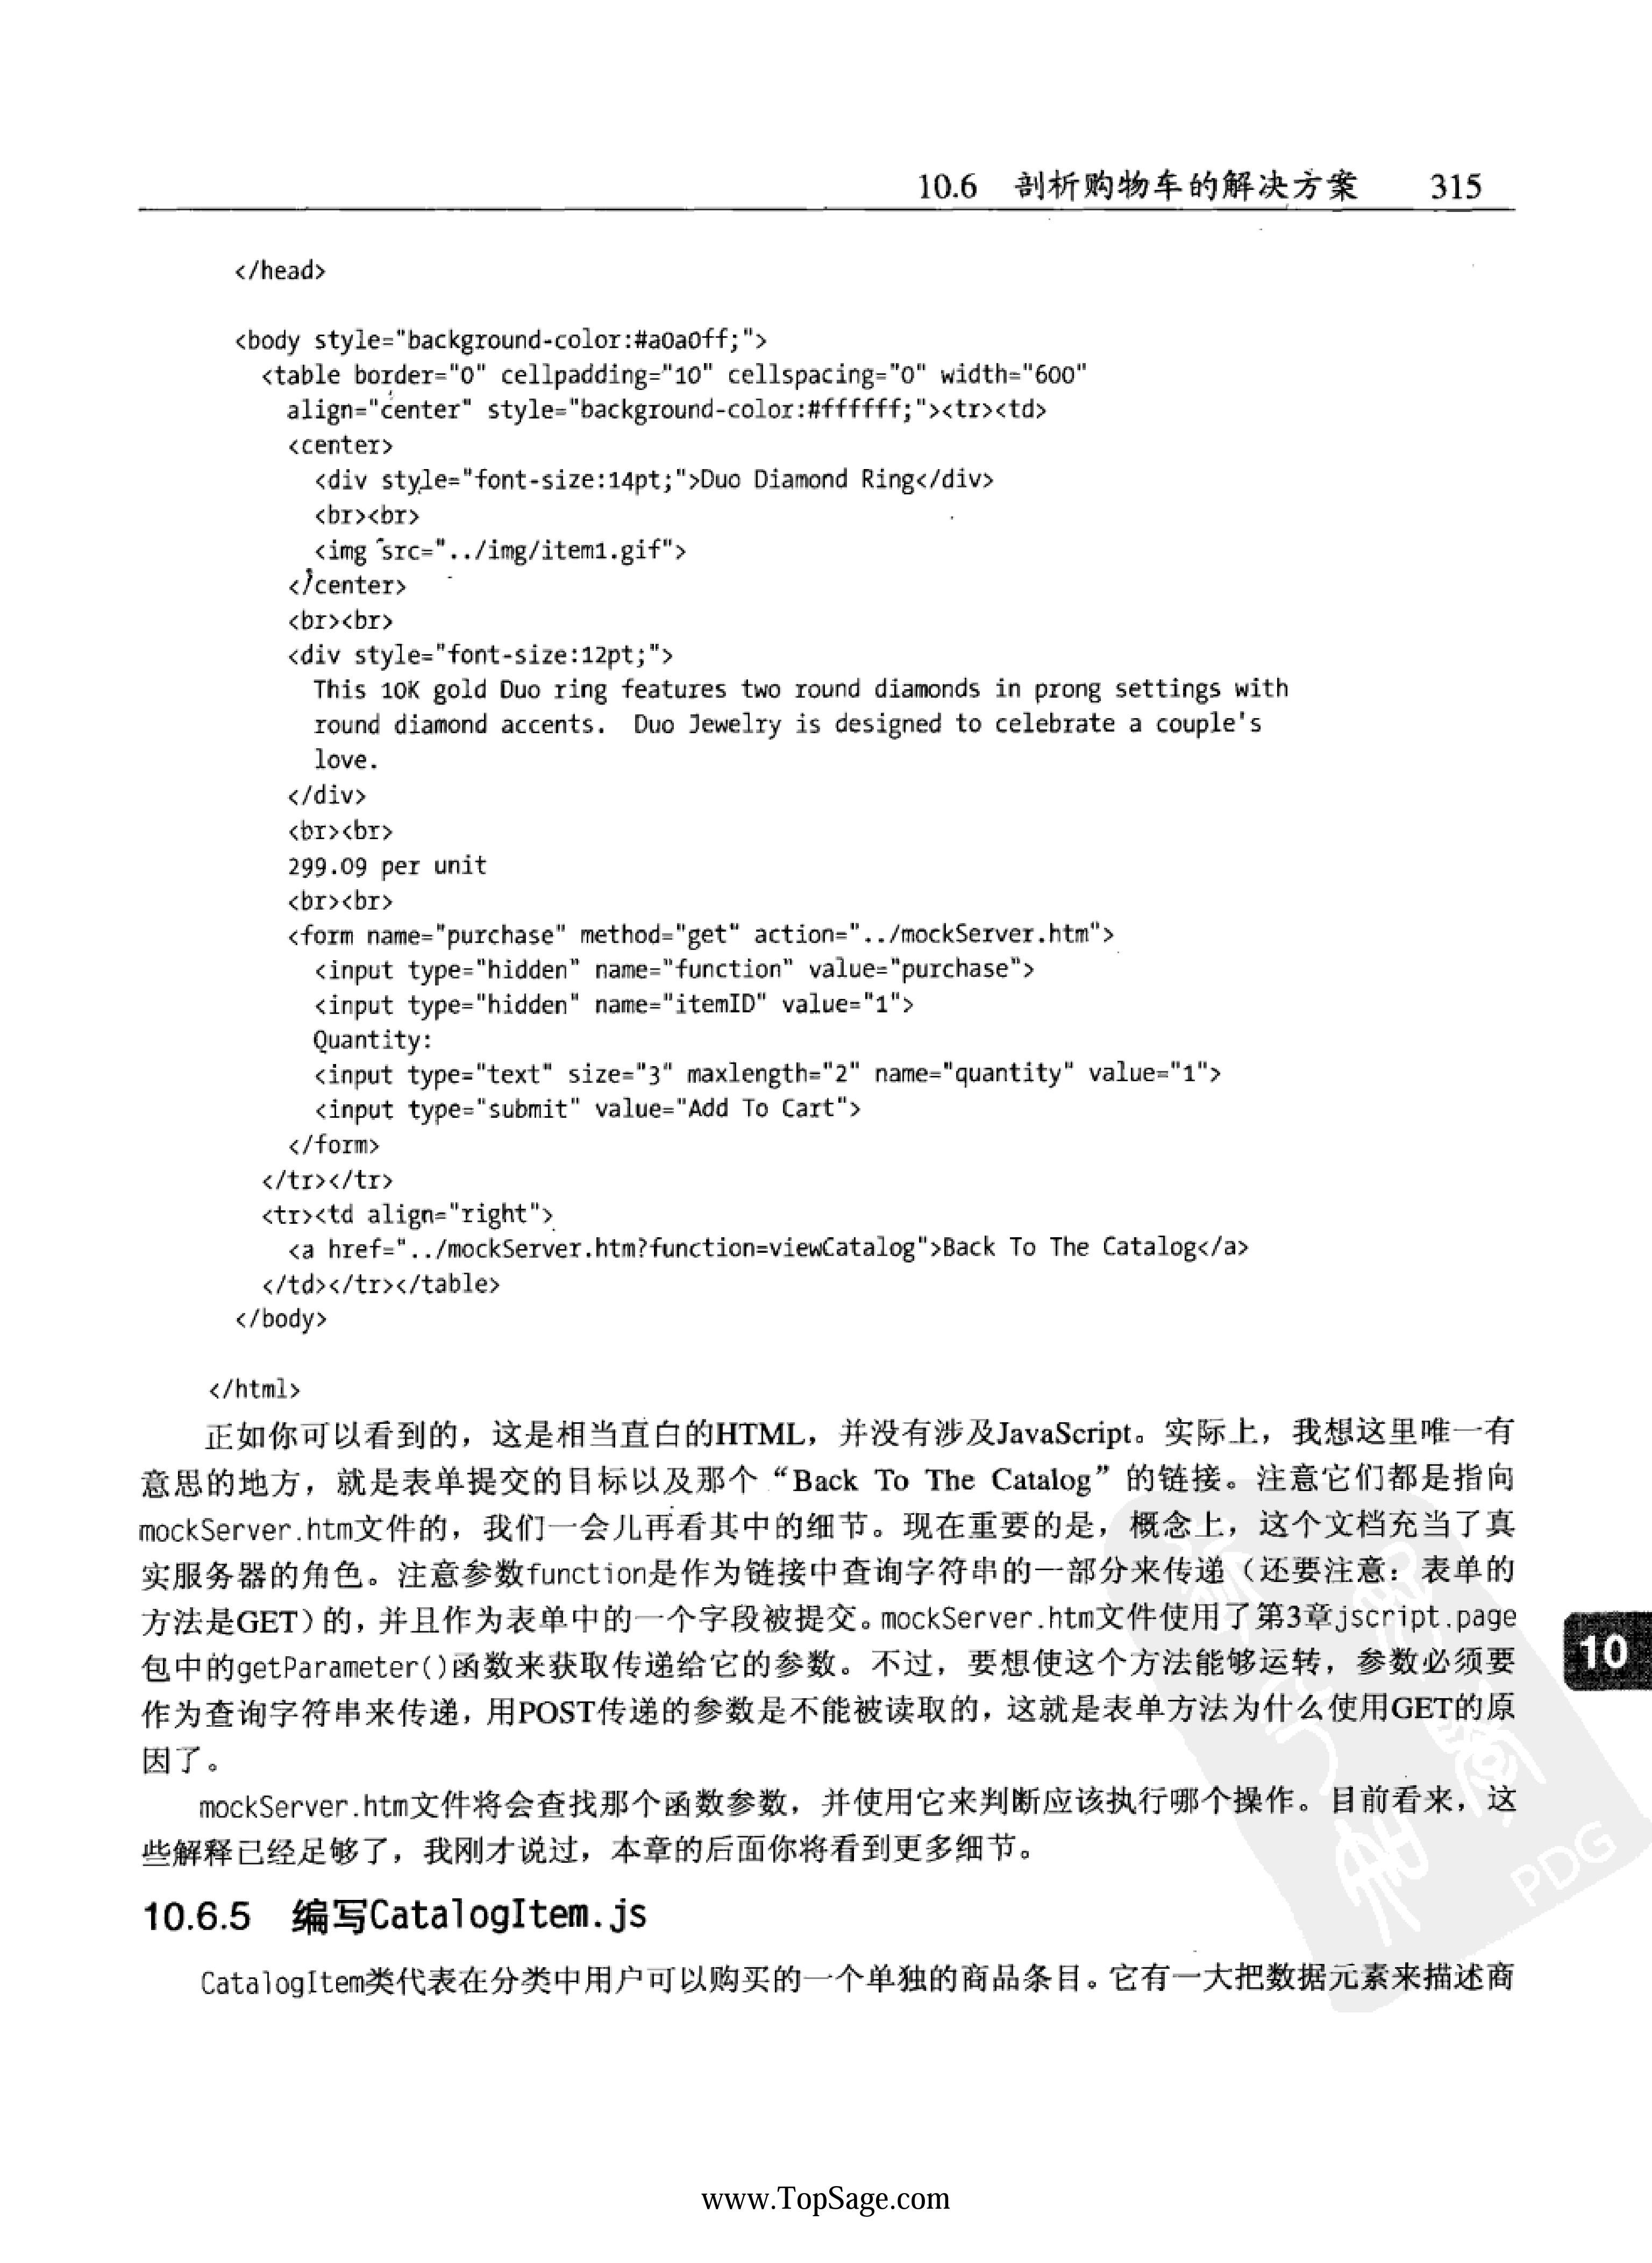 10.6 剖析购物车的解决方案 315
</head>
<body style="background-color:#a0a0ff;">
<table border="0" cellpadding="10" cellspacing="0" width="600"
align="center" style="background-color:#ffffff;"><tr><td>
<center>
<div style="font-size:14pt;">Duo Diamond Ring</div>
<br><br>
<img src="../img/item1.gif">
</center>
<br><br>
<div style="font-size:12pt;">
This 10K gold Duo ring features two round diamonds in prong settings with
round diamond accents.  Duo Jewelry is designed to celebrate a couple's
love.
</div>
<br><br>
299.09 per unit
<br><br>
<form name="purchase" method="get" action="../mockServer.htm">
<input type="hidden" name="function" value="purchase">
<input type="hidden" name="itemID" value="1">
Quantity:
<input type="text" size="3" maxlength="2" name="quantity" value="1">
<input type="submit" value="Add To Cart">
</form>
</tr></tr>
<tr><td align="right">
<a href="../mockServer.htm?function=viewCatalog">Back To The Catalog</a>
</td></tr></table>
</body>
</html>
正如你可以看到的，这是相当直白的HTML，并没有涉及JavaScript。实际上，我想这里唯一有
意思的地方，就是表单提交的目标以及那个“Back To The Catalog”的链接。注意它们都是指向
mockServer.htm文件的，我们一会儿再看其中的细节。现在重要的是，概念上，这个文档充当了真
实服务器的角色。注意参数function是作为链接中查询字符串的一部分来传递（还要注意：表单的
方法是GET）的，并且作为表单中的一个字段被提交。mockServer.htm文件使用了第3章jscript.page
包中的getParameter()函数来获取传递给它的参数。不过，要想使这个方法能够运转，参数必须要
作为查询字符串来传递，用POST传递的参数是不能被读取的，这就是表单方法为什么使用GET的原
因了。
mockServer.htm文件将会查找那个函数参数，并使用它来判断应该执行哪个操作。目前看来，这
些解释已经足够了，我刚才说过，本章的后面你将看到更多细节。
10
10.6.5 编写CatalogItem.js
CatalogItem类代表在分类中用户可以购买的一个单独的商品条目。它有一大把数据元素来描述商
PDG
www.TopSage.com